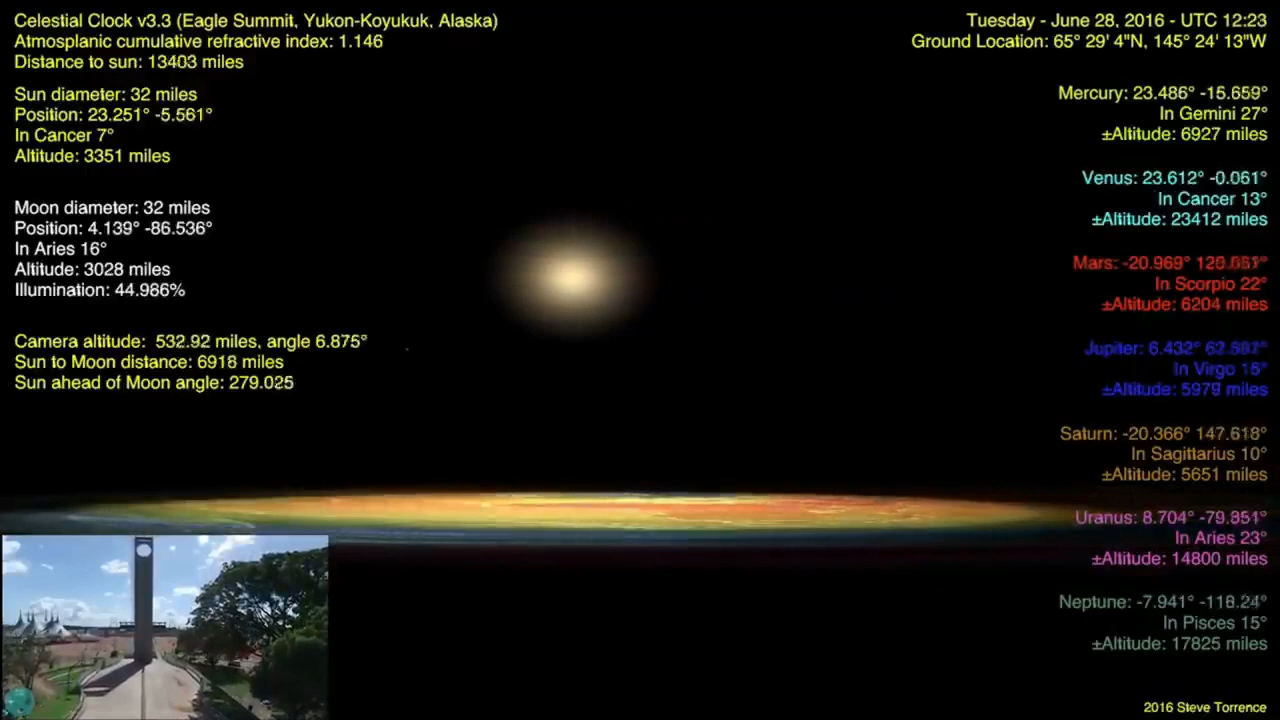 Celestial Clock v3.3 (Eagle Summit, Yukon-Koyukuk, Alaska)
Atmosplanic cumulative refractive index: 1.146
Distance to sun: 13403 miles
Sun diameter: 32 miles
Position: 23.251° -5.561°
In Cancer 7°
Altitude: 3351 miles
Moon diameter: 32 miles
Position: 4.139° -86.536°
In Aries 16°
Altitude: 3028 miles
Illumination: 44.986%
Camera altitude: 532.92 miles, angle 6.875°
Sun to Moon distance: 6918 miles
Sun ahead of Moon angle: 279.025
Tuesday - June 28, 2016 - UTC 12:23
Ground Location: 65° 29' 4"N, 145° 24' 13"W
Mercury: 23.486° -15.659°
In Gemini 27°
±Altitude: 6927 miles
Venus: 23.612° -0.061°
In Cancer 13°
±Altitude: 23412 miles
Mars: -20.969°
In Scorpio 22°
±Altitude: 6204 miles
Jupiter: 6.432°
In Virgo 15°
±Altitude: 5979 miles
Saturn: -20.366° 147.618°
In Sagittarius 10°
±Altitude: 5651 miles
Uranus: 8.704° -79.351°
In Aries 23°
±Altitude: 14800 miles
Neptune: -7.941° -116.24°
In Pisces 15°
±Altitude: 17825 miles
2016 Steve Torrence